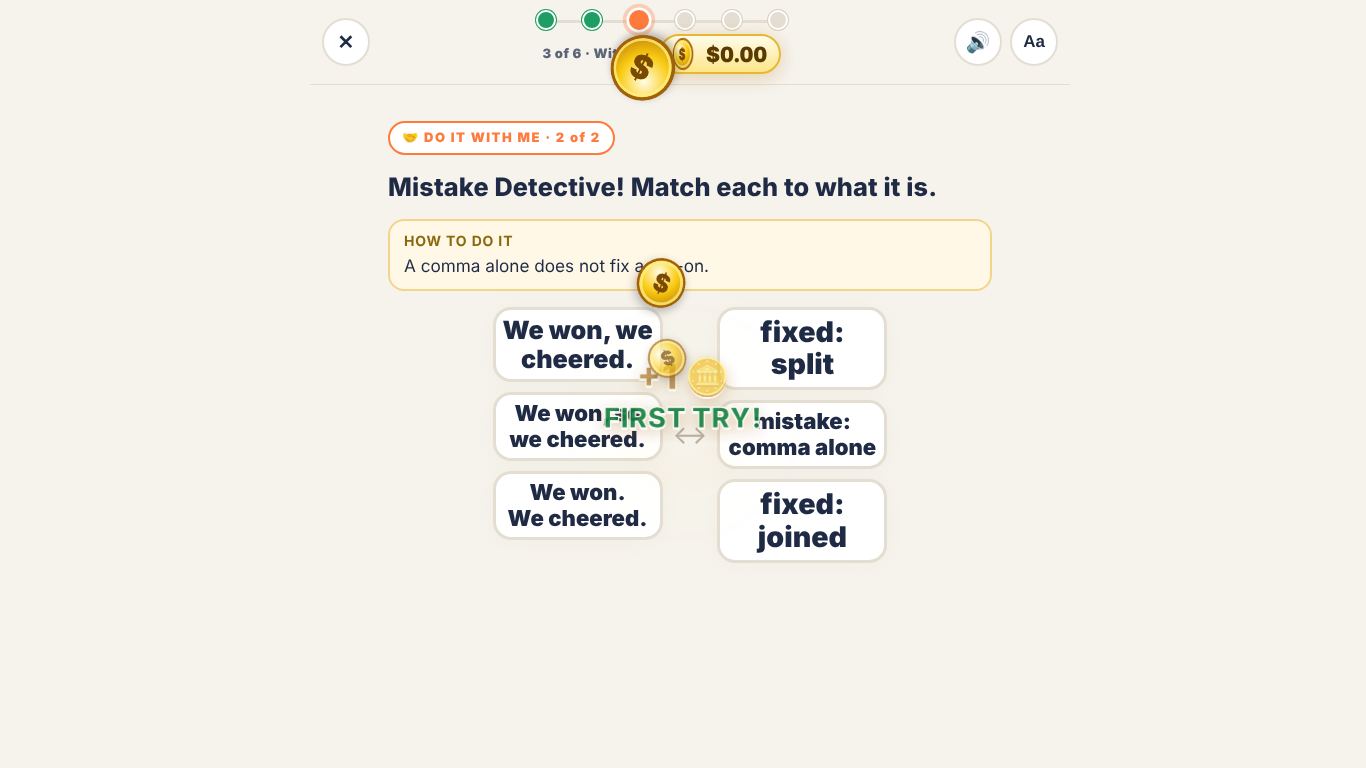 3 of 6 · Wit
$0.00
Aa
DO IT WITH ME · 2 of 2
Mistake Detective! Match each to what it is.
HOW TO DO IT
A comma alone does not fix a -on.
We won, we
cheered.
fixed:
split
+1
FIRST TRY!
We won,
we cheered.
mistake:
comma alone
We won.
We cheered.
fixed:
joined